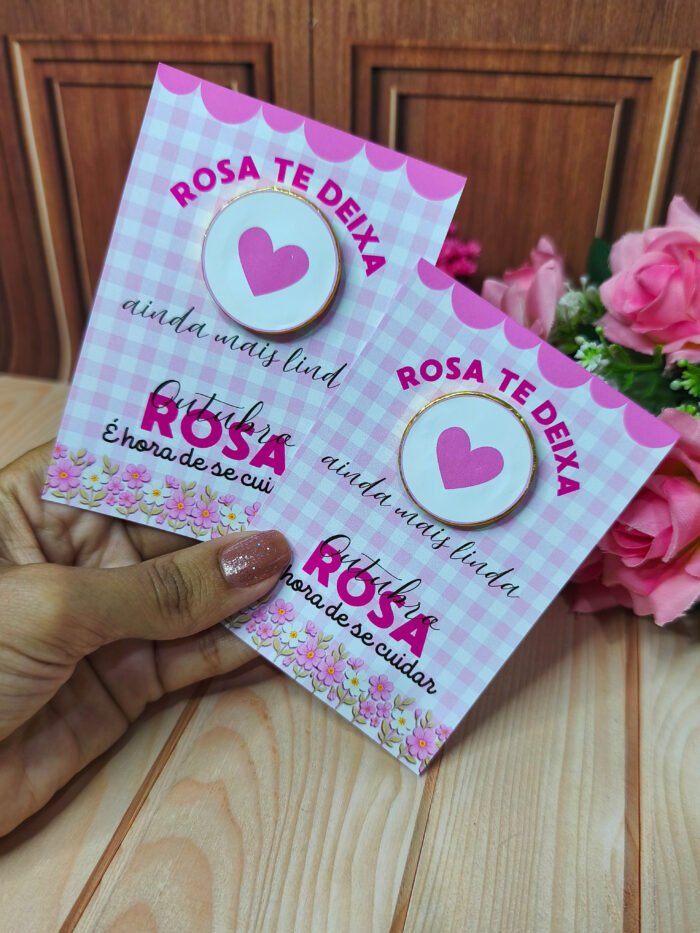 ROSA TE DEIXA
ainda mais lind
Outubro
ROSA
É hora de se cui
ROSA TE DEIXA
ainda mais linda
Outubro
ROSA
hora de se cuidar